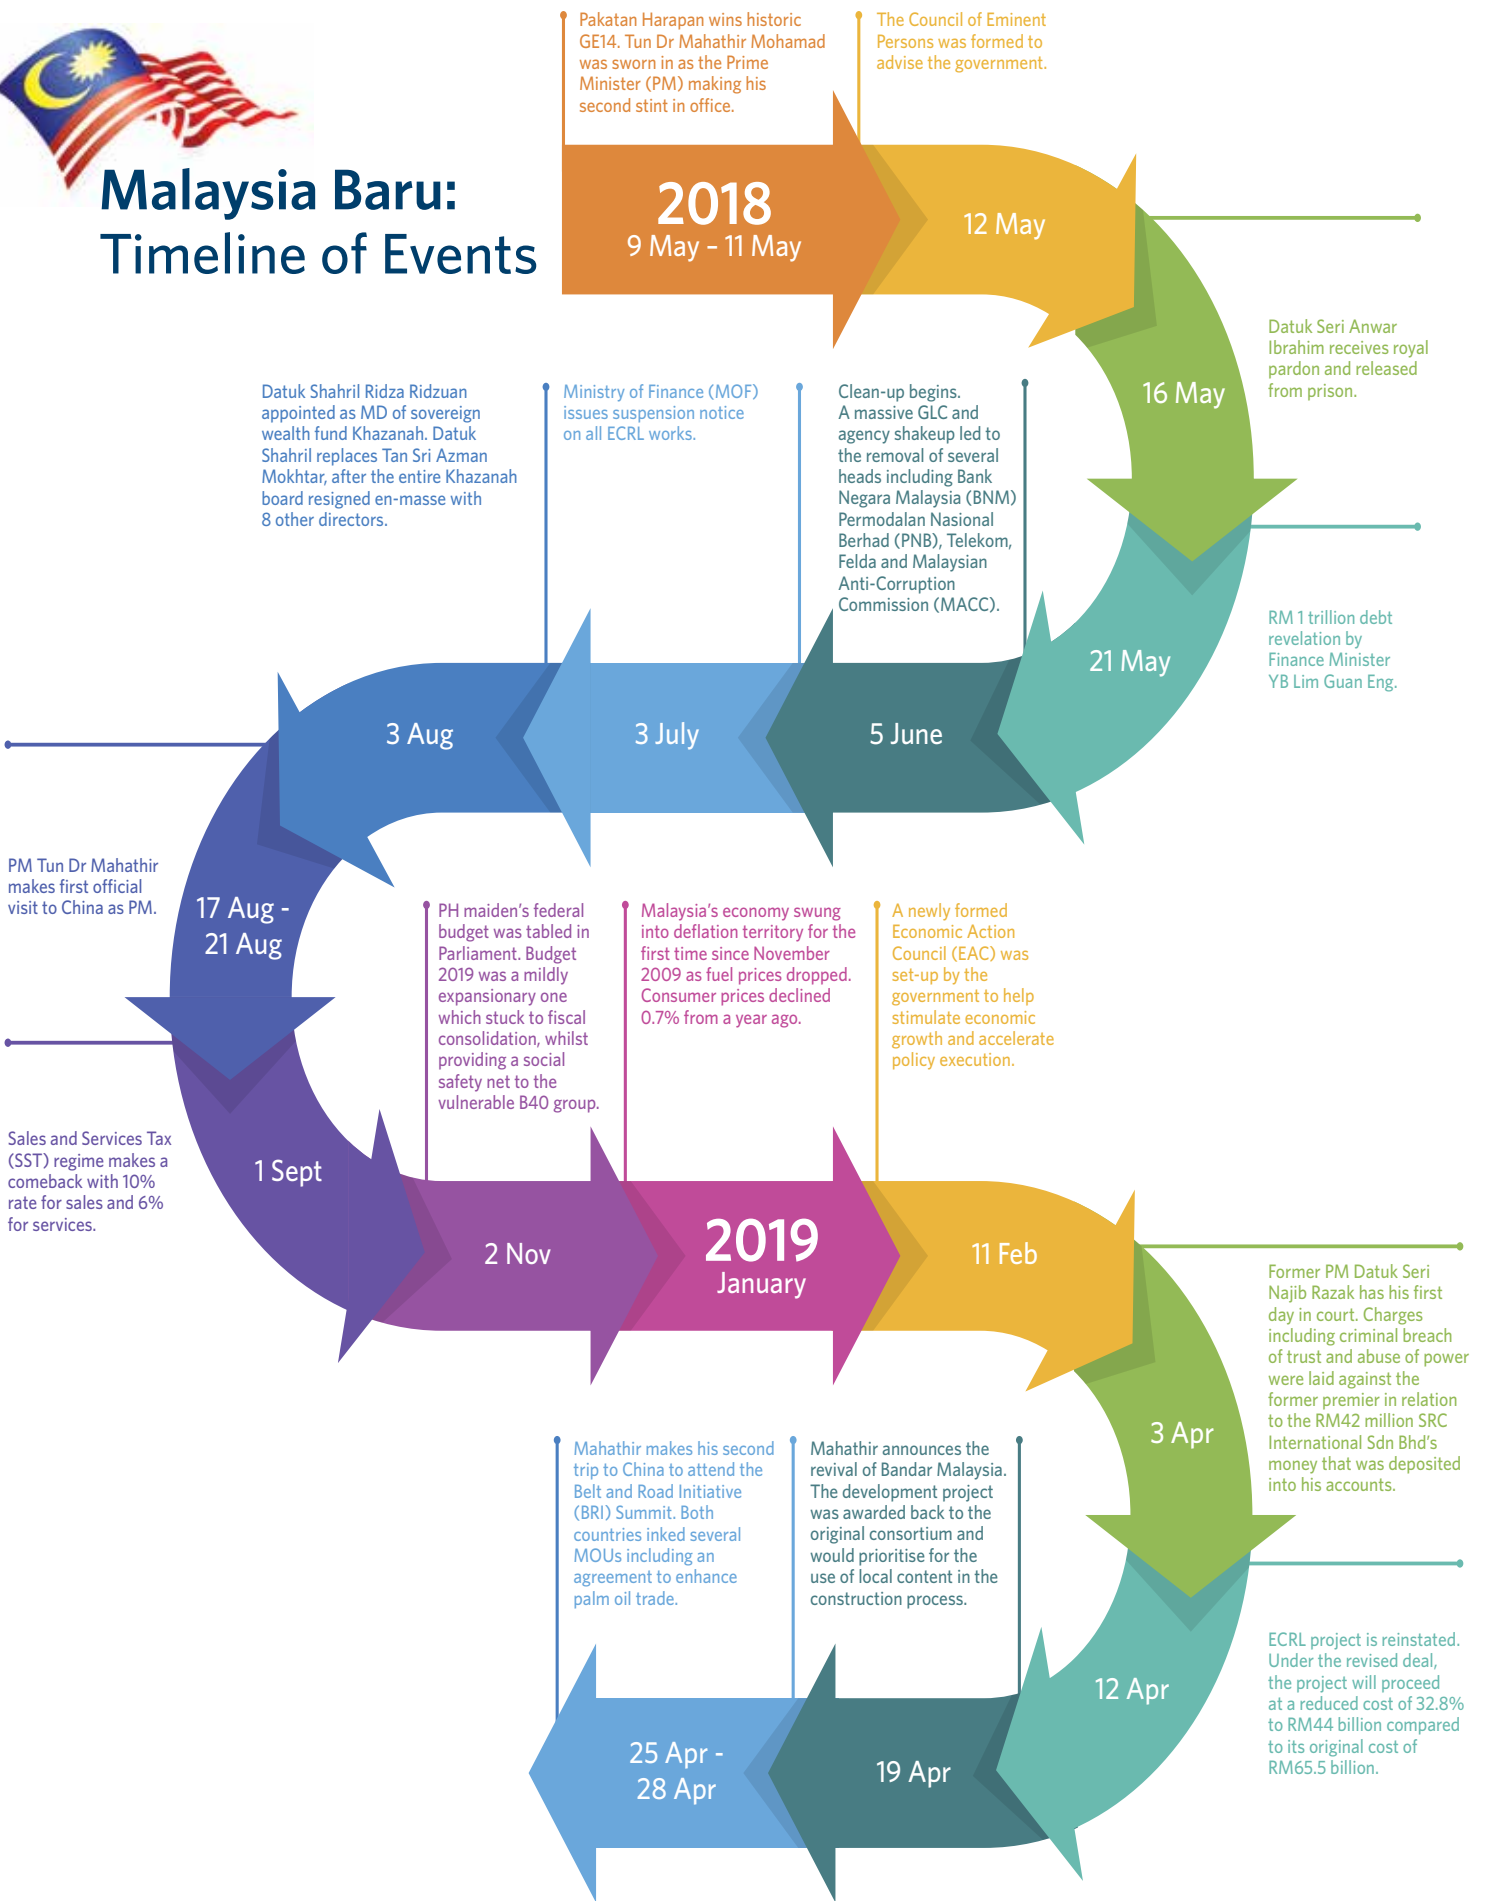 Malaysia Baru:
Timeline of Events
Pakatan Harapan wins historic
GE14. Tun Dr Mahathir Mohamad
was sworn in as the Prime
Minister (PM) making his
second stint in office.
2018
9 May - 11 May
The Council of Eminent
Persons was formed to
advise the government.
12 May
Datuk Seri Anwar
Ibrahim receives royal
pardon and released
from prison.
16 May
RM 1 trillion debt
revelation by
Finance Minister
YB Lim Guan Eng.
21 May
Clean-up begins.
A massive GLC and
agency shakeup led to
the removal of several
heads including Bank
Negara Malaysia (BNM)
Permodalan Nasional
Berhad (PNB), Telekom,
Felda and Malaysian
Anti-Corruption
Commission (MACC).
5 June
Ministry of Finance (MOF)
issues suspension notice
on all ECRL works.
3 July
Datuk Shahril Ridza Ridzuan
appointed as MD of sovereign
wealth fund Khazanah. Datuk
Shahril replaces Tan Sri Azman
Mokhtar, after the entire Khazanah
board resigned en-masse with
8 other directors.
3 Aug
PM Tun Dr Mahathir
makes first official
visit to China as PM.
17 Aug -
21 Aug
Sales and Services Tax
(SST) regime makes a
comeback with 10%
rate for sales and 6%
for services.
1 Sept
PH maiden's federal
budget was tabled in
Parliament. Budget
2019 was a mildly
expansionary one
which stuck to fiscal
consolidation, whilst
providing a social
safety net to the
vulnerable B40 group.
2 Nov
Malaysia's economy swung
into deflation territory for the
first time since November
2009 as fuel prices dropped.
Consumer prices declined
0.7% from a year ago.
2019
January
A newly formed
Economic Action
Council (EAC) was
set-up by the
government to help
stimulate economic
growth and accelerate
policy execution.
11 Feb
Former PM Datuk Seri
Najib Razak has his first
day in court. Charges
including criminal breach
of trust and abuse of power
were laid against the
former premier in relation
to the RM42 million SRC
International Sdn Bhd's
money that was deposited
into his accounts.
3 Apr
ECRL project is reinstated.
Under the revised deal,
the project will proceed
at a reduced cost of 32.8%
to RM44 billion compared
to its original cost of
RM65.5 billion.
12 Apr
Mahathir announces the
revival of Bandar Malaysia.
The development project
was awarded back to the
original consortium and
would prioritise for the
use of local content in the
construction process.
19 Apr
Mahathir makes his second
trip to China to attend the
Belt and Road Initiative
(BRI) Summit. Both
countries inked several
MOUs including an
agreement to enhance
palm oil trade.
25 Apr -
28 Apr